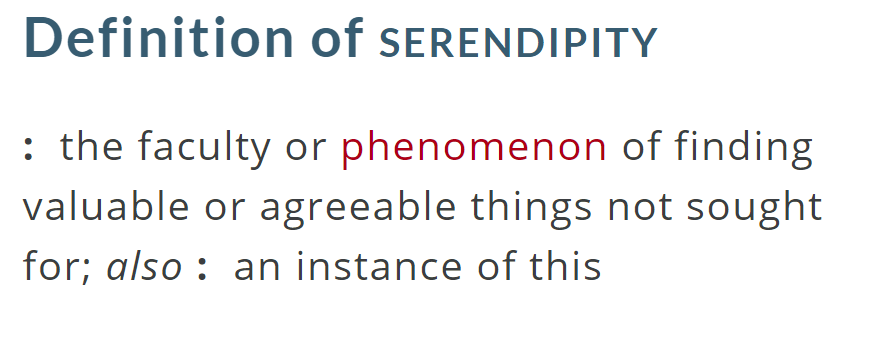 Definition of SERENDIPITY
: the faculty or phenomenon of finding
valuable or agreeable things not sought
for; also : an instance of this